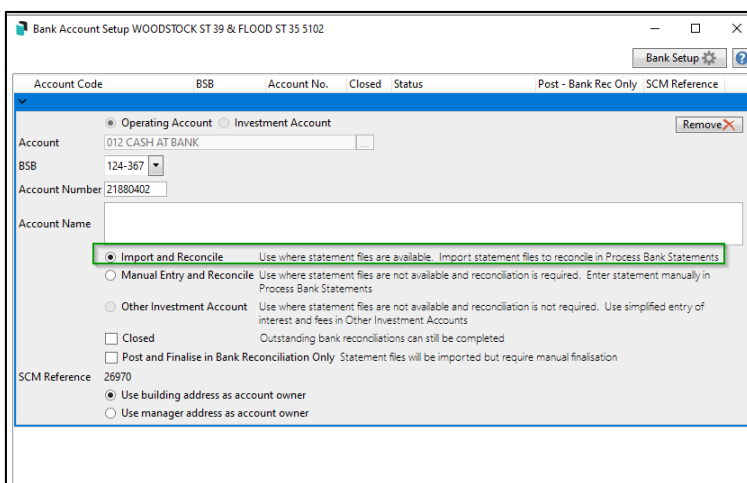 Bank Account Setup WOODSTOCK ST 39 & FLOOD ST 35 5102
Bank Setup ?
Account Code BSB Account No. Closed Status Post - Bank Rec Only SCM Reference
Operating Account Investment Account Remove
Account 012 CASH AT BANK ...
BSB 124-367
Account Number 21880402
Account Name
Import and Reconcile Use where statement files are available. Import statement files to reconcile in Process Bank Statements
Manual Entry and Reconcile Use where statement files are not available and reconciliation is required. Enter statement manually in
Process Bank Statements
Other Investment Account Use where statement files are not available and reconciliation is not required. Use simplified entry of
interest and fees in Other Investment Accounts
Closed Outstanding bank reconciliations can still be completed
Post and Finalise in Bank Reconciliation Only Statement files will be imported but require manual finalisation
SCM Reference 26970
Use building address as account owner
Use manager address as account owner